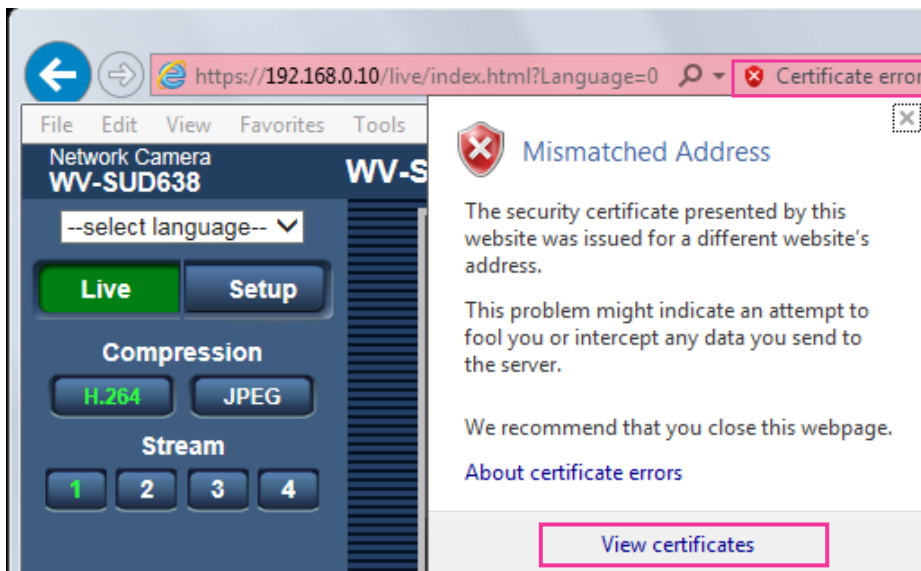 https://192.168.0.10/live/index.html?Language=0
Certificate error
File Edit View Favorites Tools
Network Camera
WV-SUD638
WV-S
--select language--
Live
Setup
Compression
H.264
JPEG
Stream
1 2 3 4
Mismatched Address
The security certificate presented by this
website was issued for a different website's
address.
This problem might indicate an attempt to
fool you or intercept any data you send to
the server.
We recommend that you close this webpage.
About certificate errors
View certificates